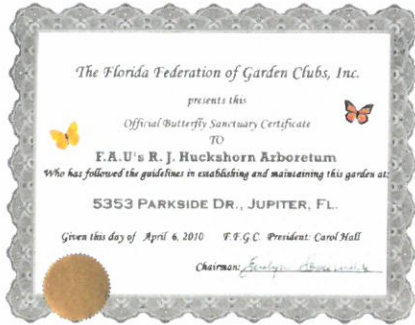 The Florida Federation of Garden Clubs, Inc.
presents this
Official Butterfly Sanctuary Certificate
TO
F.A.U's R. J. Huckshorn Arboretum
Who has followed the guidelines in establishing and maintaining this garden at:
5353 PARKSIDE DR., JUPITER, FL.
Given this day of April 6, 2010 F.F.G.C. President: Carol Hall
Chairman: